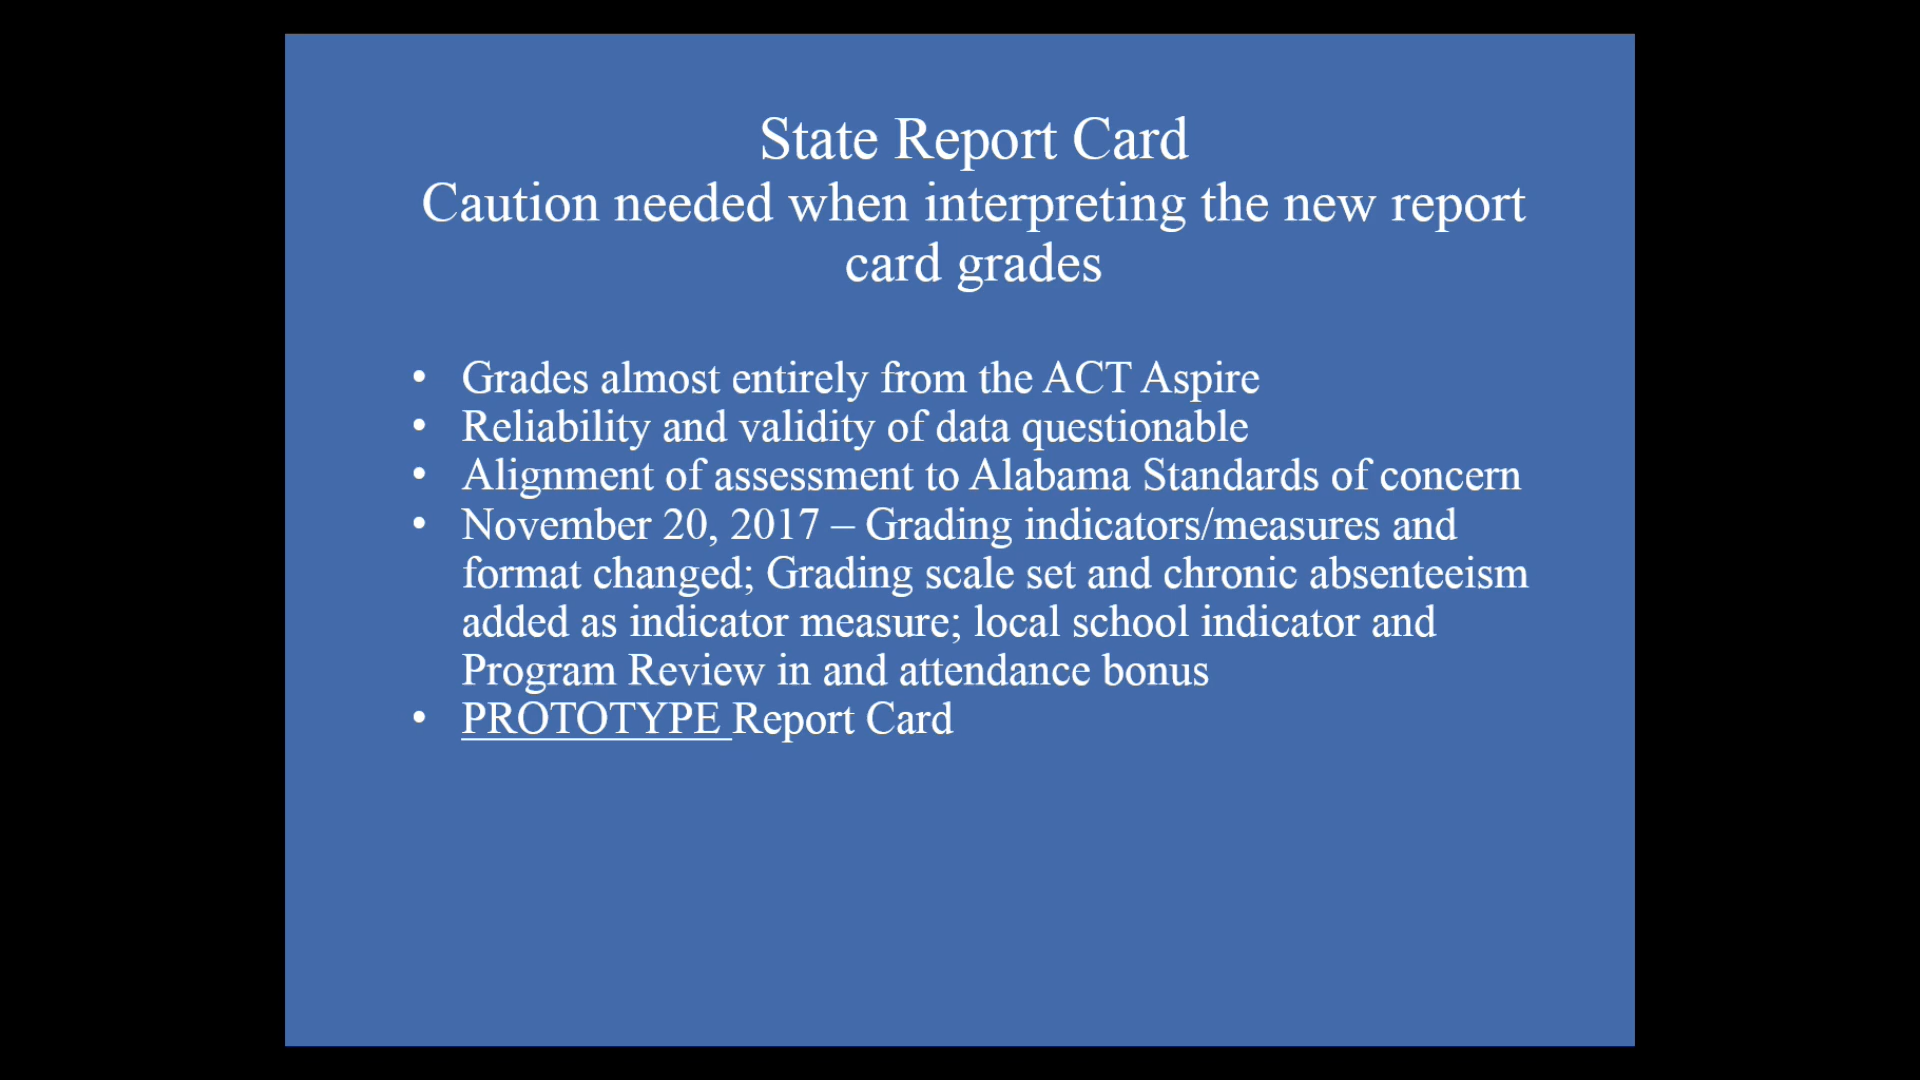 State Report Card
Caution needed when interpreting the new report
card grades
• Grades almost entirely from the ACT Aspire
• Reliability and validity of data questionable
• Alignment of assessment to Alabama Standards of concern
• November 20, 2017 – Grading indicators/measures and
format changed; Grading scale set and chronic absenteeism
added as indicator measure; local school indicator and
Program Review in and attendance bonus
• PROTOTYPE Report Card